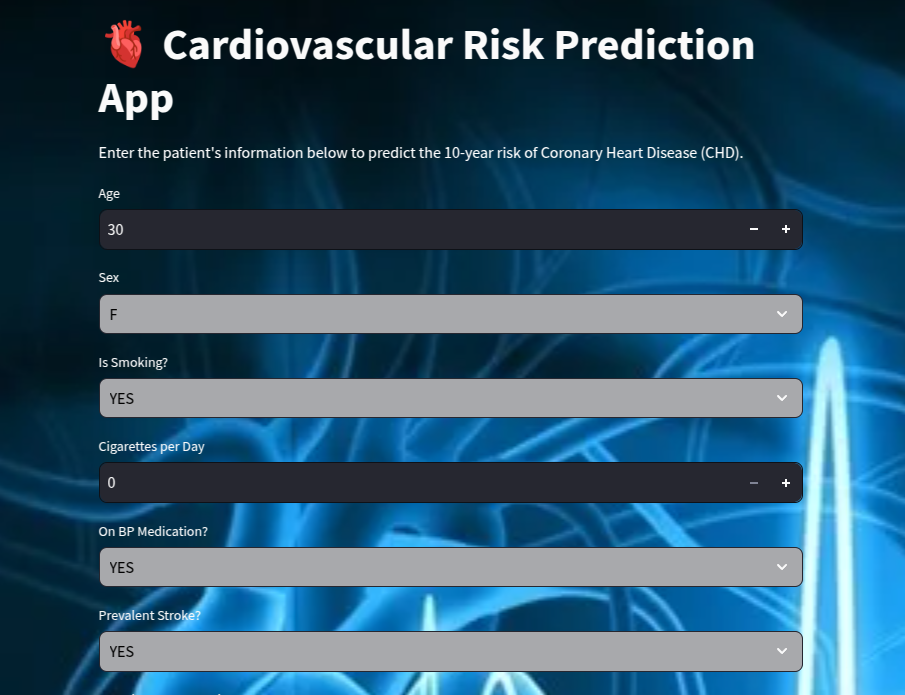 Cardiovascular Risk Prediction
App
Enter the patient's information below to predict the 10-year risk of Coronary Heart Disease (CHD).
Age
30
Sex
F
Is Smoking?
YES
Cigarettes per Day
0
On BP Medication?
YES
Prevalent Stroke?
YES